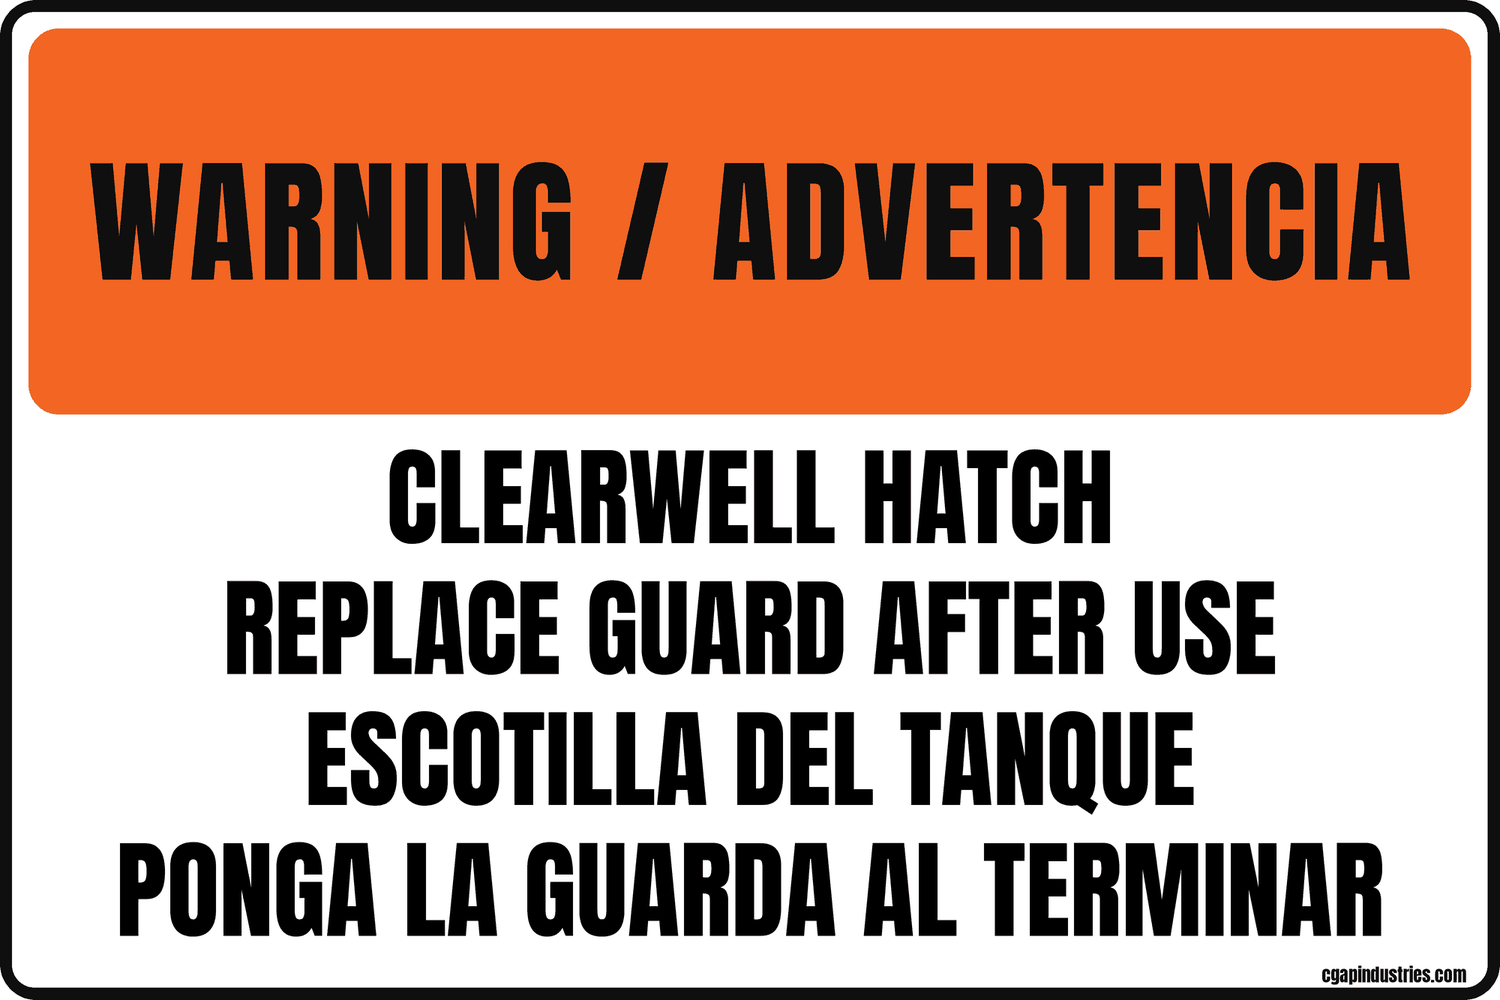 WARNING / ADVERTENCIA
CLEARWELL HATCH
REPLACE GUARD AFTER USE
ESCOTILLA DEL TANQUE
PONGA LA GUARDA AL TERMINAR
cgapindustries.com